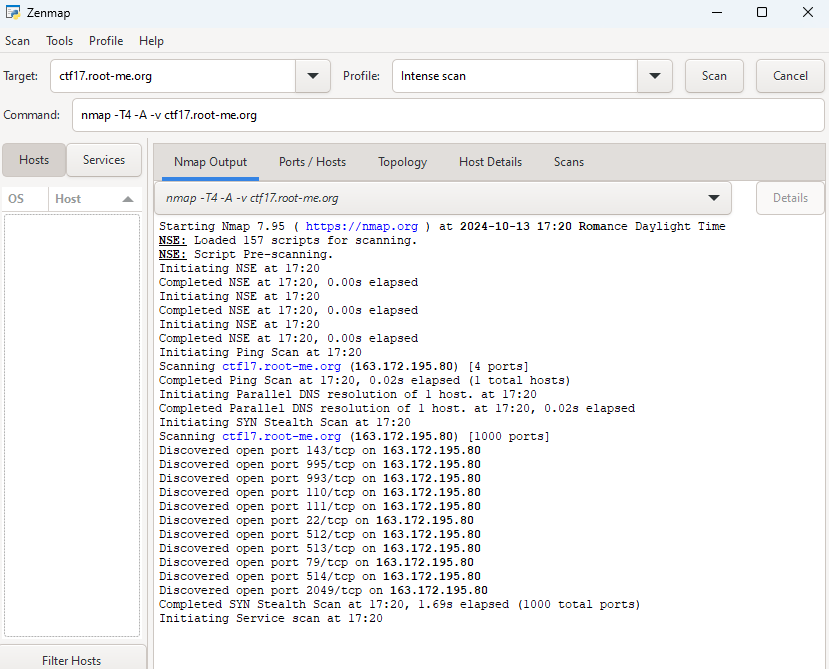 Zenmap
Scan Tools Profile Help
Target: ctf17.root-me.org Profile: Intense scan Scan Cancel
Command: nmap -T4 -A -v ctf17.root-me.org
Hosts Services Nmap Output Ports / Hosts Topology Host Details Scans
OS Host nmap -T4 -A -v ctf17.root-me.org Details
Starting Nmap 7.95 ( https://nmap.org ) at 2024-10-13 17:20 Romance Daylight Time
NSE: Loaded 157 scripts for scanning.
NSE: Script Pre-scanning.
Initiating NSE at 17:20
Completed NSE at 17:20, 0.00s elapsed
Initiating NSE at 17:20
Completed NSE at 17:20, 0.00s elapsed
Initiating NSE at 17:20
Completed NSE at 17:20, 0.00s elapsed
Initiating Ping Scan at 17:20
Scanning ctf17.root-me.org (163.172.195.80) [4 ports]
Completed Ping Scan at 17:20, 0.02s elapsed (1 total hosts)
Initiating Parallel DNS resolution of 1 host. at 17:20
Completed Parallel DNS resolution of 1 host. at 17:20, 0.02s elapsed
Initiating SYN Stealth Scan at 17:20
Scanning ctf17.root-me.org (163.172.195.80) [1000 ports]
Discovered open port 143/tcp on 163.172.195.80
Discovered open port 995/tcp on 163.172.195.80
Discovered open port 993/tcp on 163.172.195.80
Discovered open port 110/tcp on 163.172.195.80
Discovered open port 111/tcp on 163.172.195.80
Discovered open port 22/tcp on 163.172.195.80
Discovered open port 512/tcp on 163.172.195.80
Discovered open port 513/tcp on 163.172.195.80
Discovered open port 79/tcp on 163.172.195.80
Discovered open port 514/tcp on 163.172.195.80
Discovered open port 2049/tcp on 163.172.195.80
Completed SYN Stealth Scan at 17:20, 1.69s elapsed (1000 total ports)
Initiating Service scan at 17:20
Filter Hosts